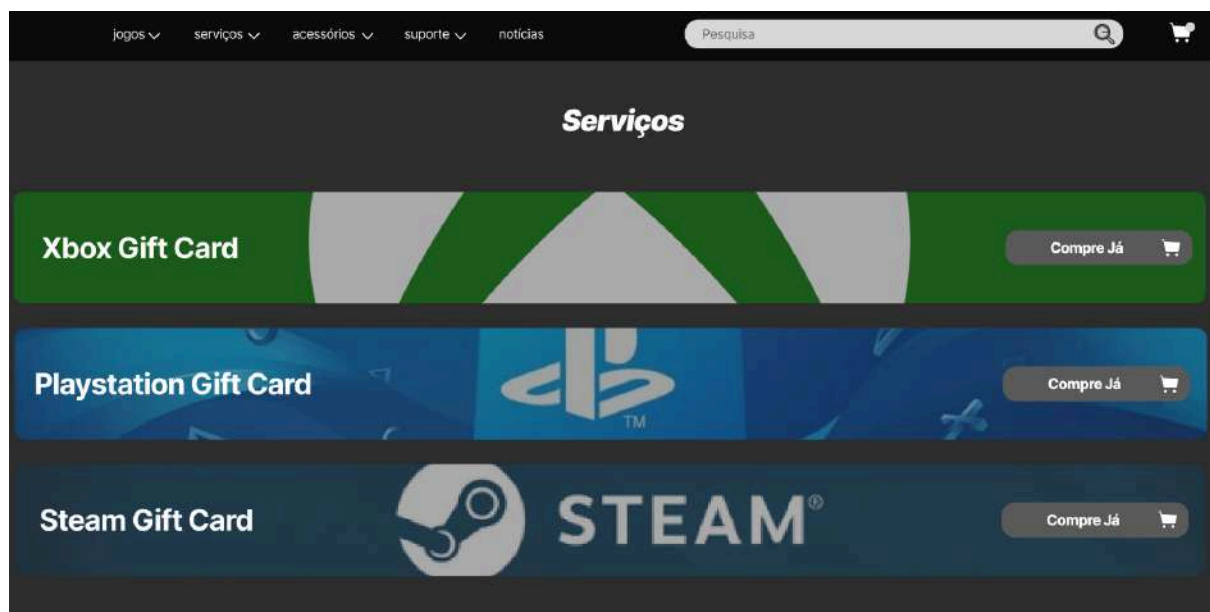 jogos serviços acessórios suporte notícias Pesquisa
Serviços
Xbox Gift Card Compre Já
Playstation Gift Card TM Compre Já
Steam Gift Card STEAM® Compre Já